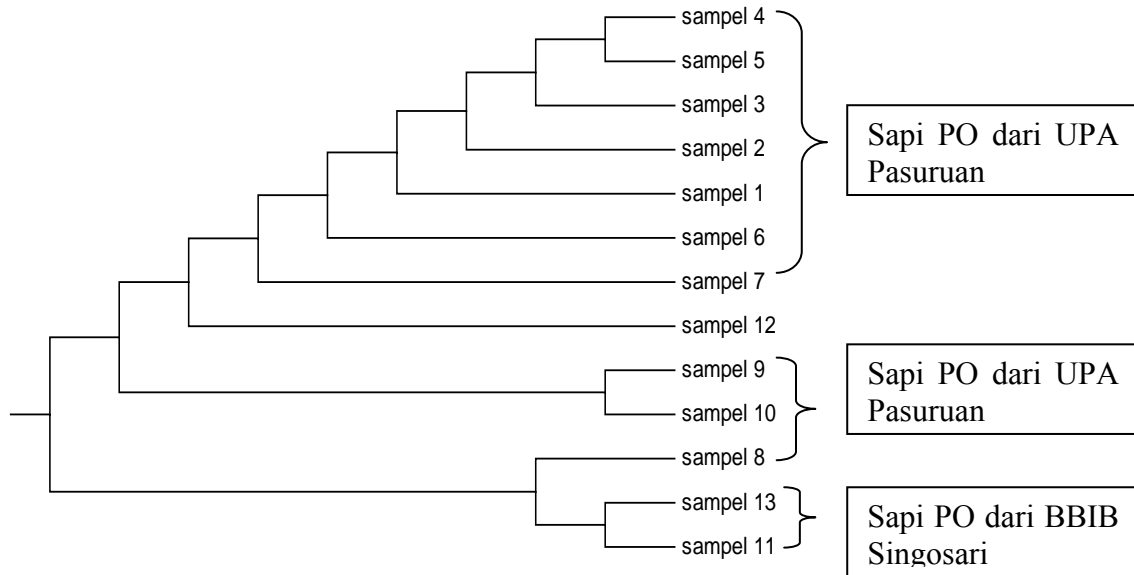 sampel 4
sampel 5
sampel 3
sampel 2
sampel 1
sampel 6
sampel 7
Sapi PO dari UPA
Pasuruan
sampel 12
sampel 9
sampel 10
sampel 8
Sapi PO dari UPA
Pasuruan
sampel 13
sampel 11
Sapi PO dari BBIB
Singosari